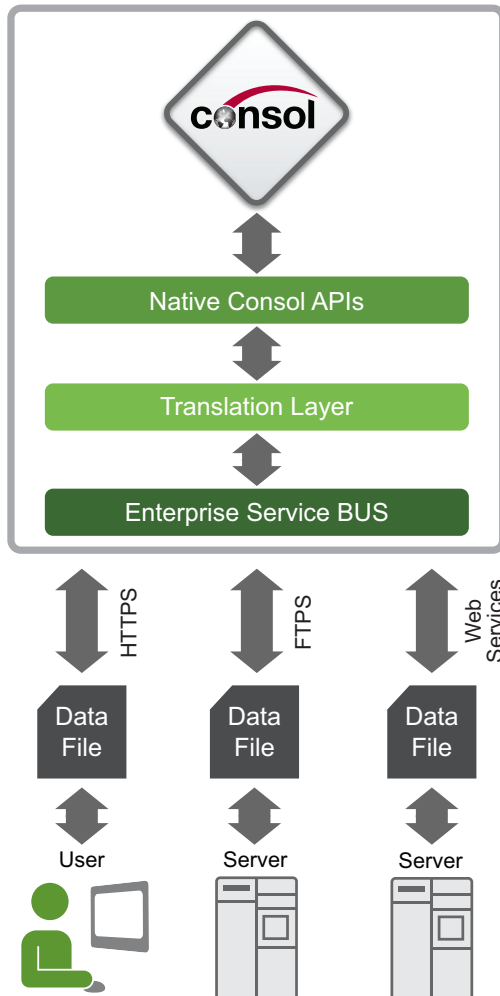 consol
Native Consol APIs
Translation Layer
Enterprise Service BUS
HTTPS
FTPS
Web
Services
Data
File
Data
File
Data
File
User
Server
Server